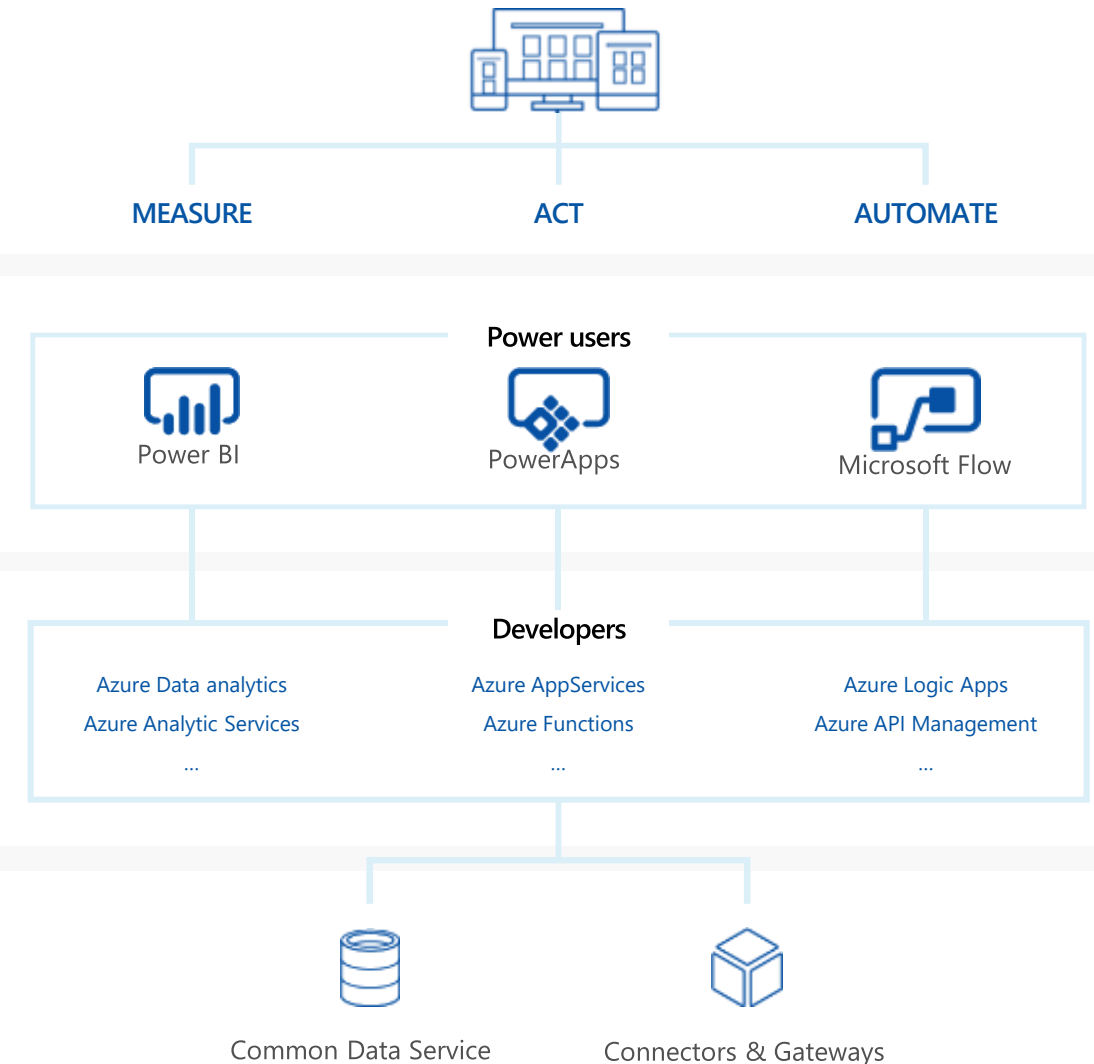 MEASURE
ACT
AUTOMATE
Power users
Power BI
PowerApps
Microsoft Flow
Developers
Azure Data analytics
Azure AppServices
Azure Logic Apps
Azure Analytic Services
Azure Functions
Azure API Management
...
...
...
Common Data Service
Connectors & Gateways